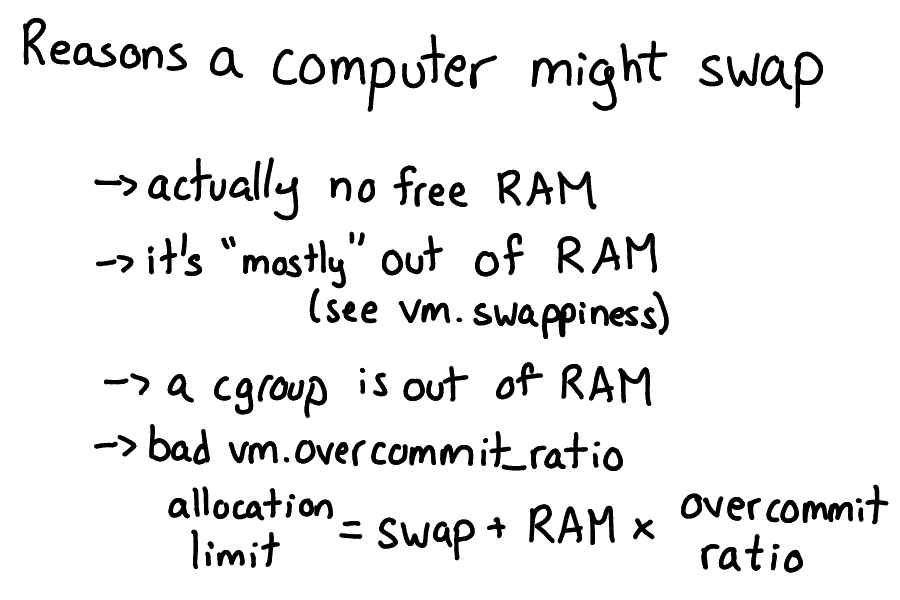 Reasons a computer might swap
→ actually no free RAM
→ it's "mostly" out of RAM
(see vm.swappiness)
→ a cgroup is out of RAM
→ bad vm.overcommit_ratio
allocation limit = swap + RAM x overcommit ratio